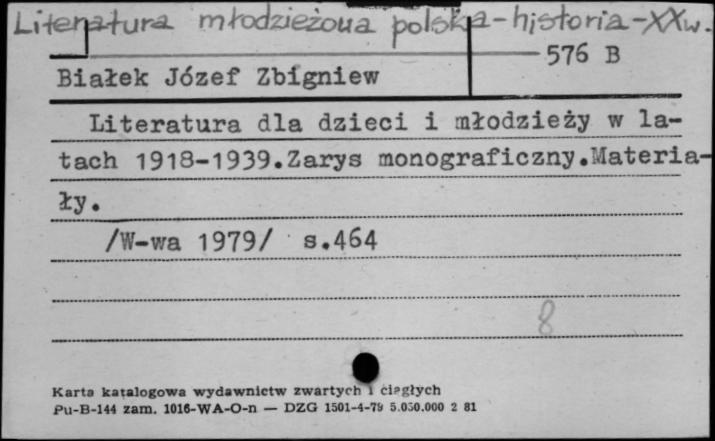 Literatura młodzieżowa polska-historia-XXw.
576 B
Białek Józef Zbigniew
Literatura dla dzieci i młodzieży w la-
tach 1918-1939.Zarys monograficzny.Materia-
ły.
/W-wa 1979/ s.464
8
Karta katalogowa wydawnictw zwartych i ciągłych
Pu-B-144 zam. 1016-WA-O-n — DZG 1501-4-79 5.050.000 2 81